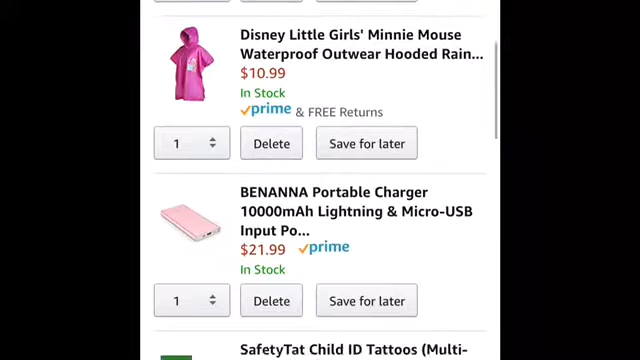 Disney Little Girls' Minnie Mouse
Waterproof Outwear Hooded Rain...
$10.99
In Stock
prime & FREE Returns
1
Delete
Save for later
BENANNA Portable Charger
10000mAh Lightning & Micro-USB
Input Po...
$21.99 prime
In Stock
1
Delete
Save for later
SafetyTat Child ID Tattoos (Multi-